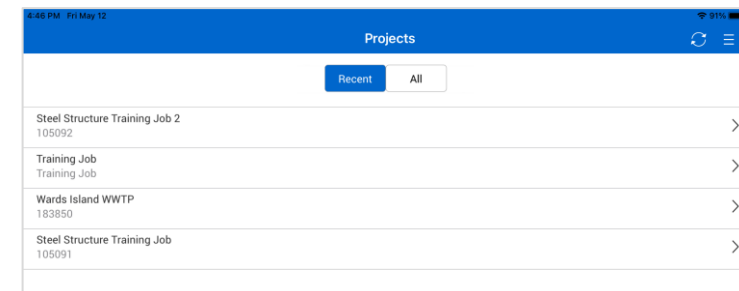 4:46 PM Fri May 12 91%
Projects
Recent All
Steel Structure Training Job 2
105092
Training Job
Training Job
Wards Island WWTP
183850
Steel Structure Training Job
105091